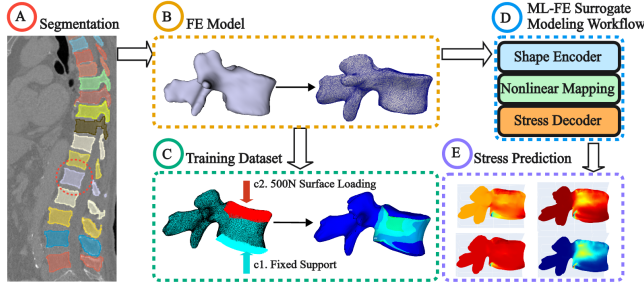 A Segmentation
B FE Model
D ML-FE Surrogate
Modeling Workflow
Shape Encoder
Nonlinear Mapping
Stress Decoder
C Training Dataset
c2. 500N Surface Loading
c1. Fixed Support
E Stress Prediction